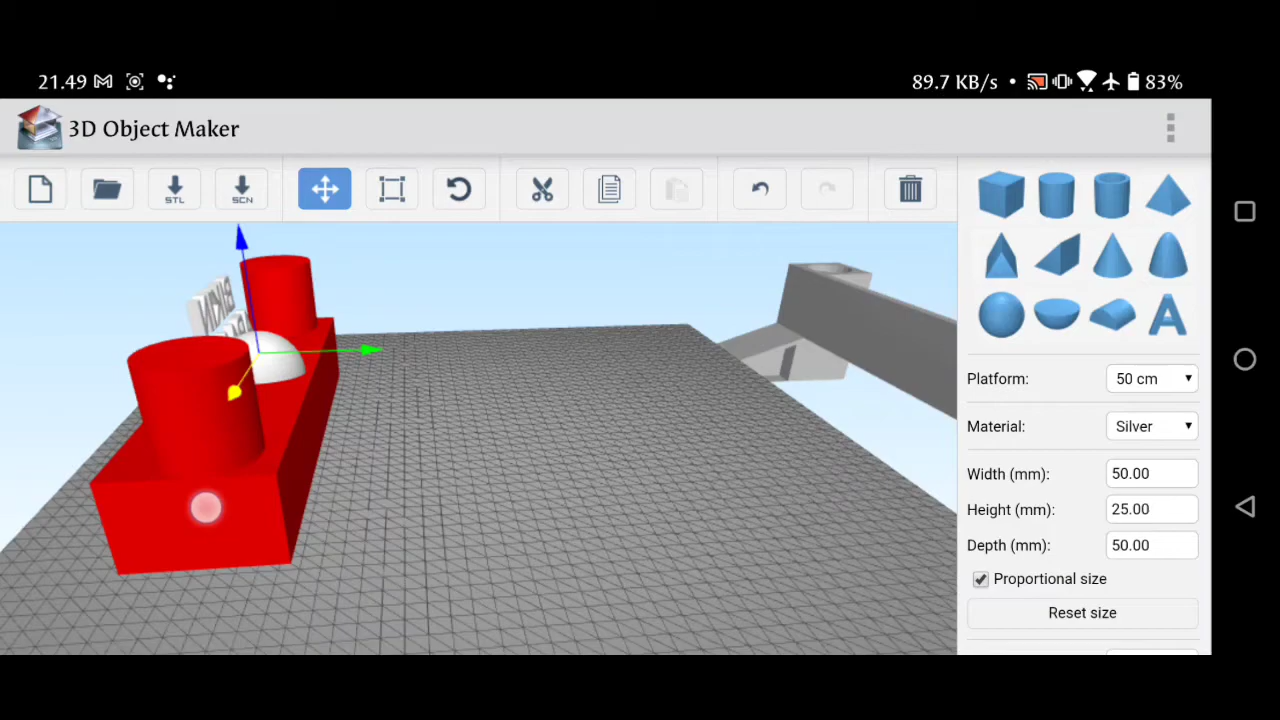 21.49
89.7 KB/s • 83%
3D Object Maker
STL
SCN
Platform: 50 cm
Material: Silver
Width (mm): 50.00
Height (mm): 25.00
Depth (mm): 50.00
Proportional size
Reset size